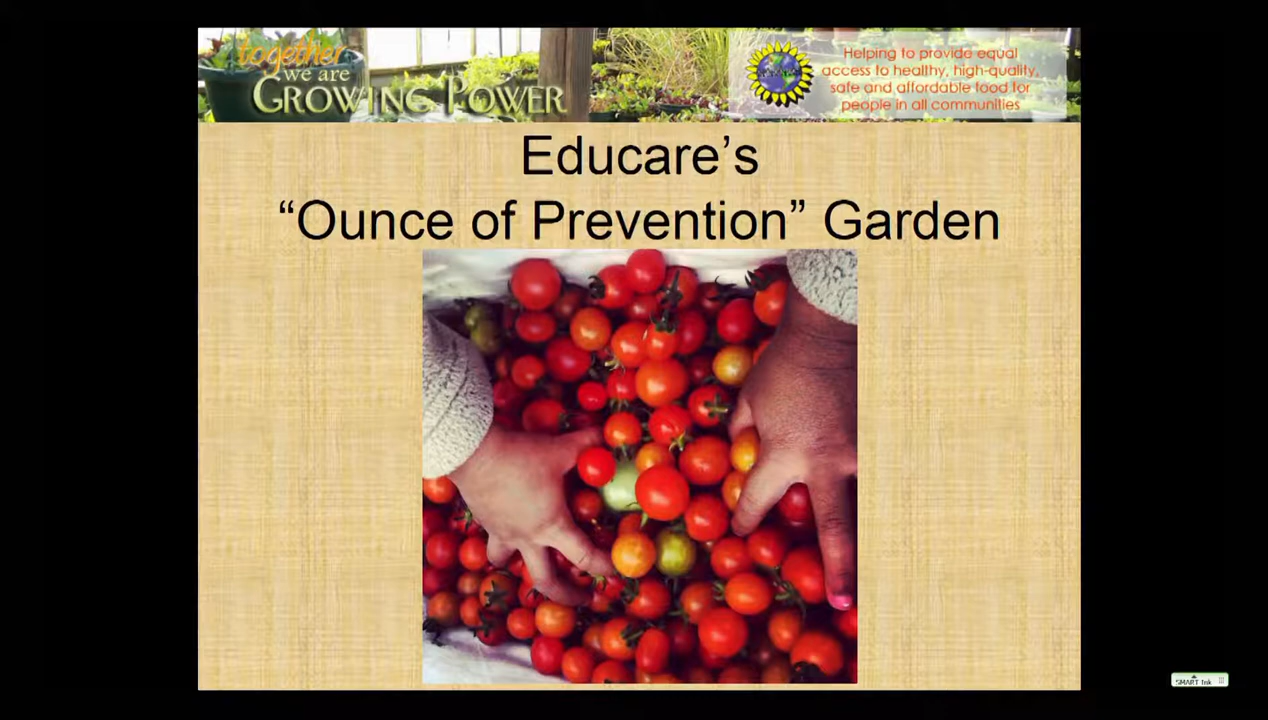 together
we are
GROWING POWER
Helping to provide equal
access to healthy, high-quality,
safe and affordable food for
people in all communities
Educare’s
“Ounce of Prevention” Garden
SMART Ink